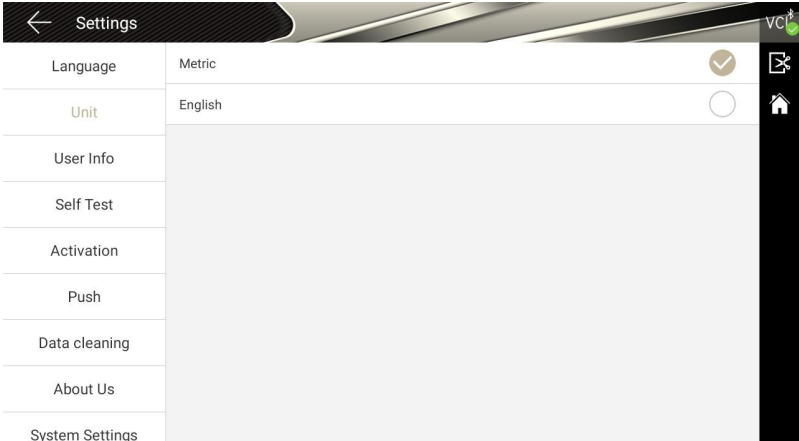 Settings
VCI
Language
Unit
User Info
Self Test
Activation
Push
Data cleaning
About Us
System Settings
Metric
English